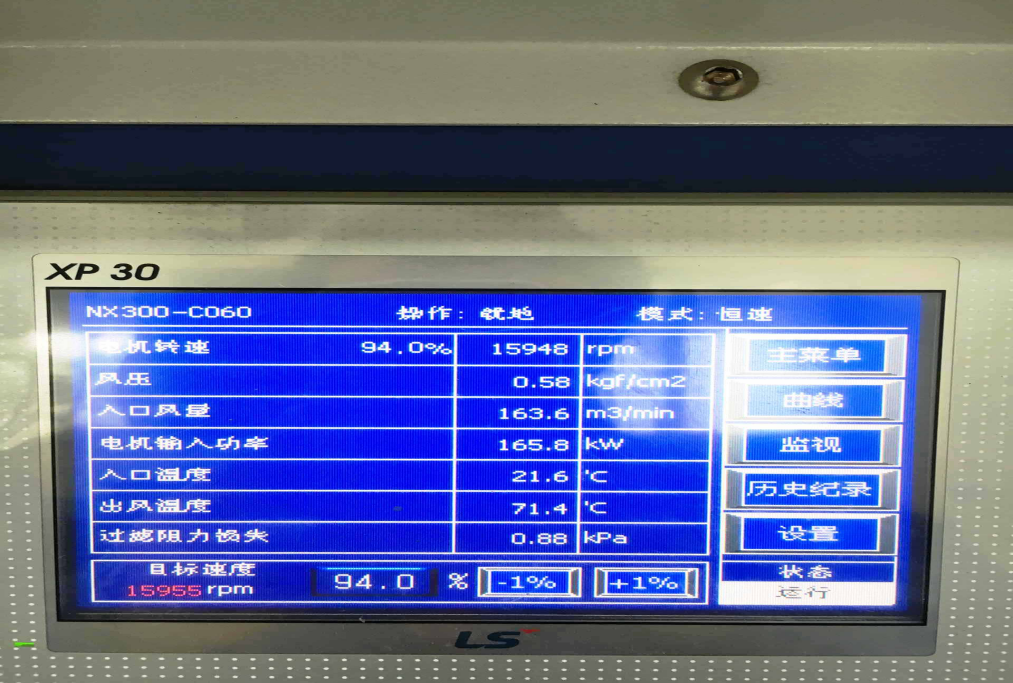 XP 30
NX300-C060 操作: 就地 模式: 恒速
电机转速 94.0% 15948 rpm 主菜单
风压 0.58 kgf/cm2 曲线
入口风量 163.6 m3/min
电机输入功率 165.8 kW 监视
入口温度 21.6 'C 历史纪录
出风温度 71.4 'C
过滤阻力损失 0.88 kPa 设置
目标速度 94.0 % -1% +1% 状态
15955 rpm 运行
LS